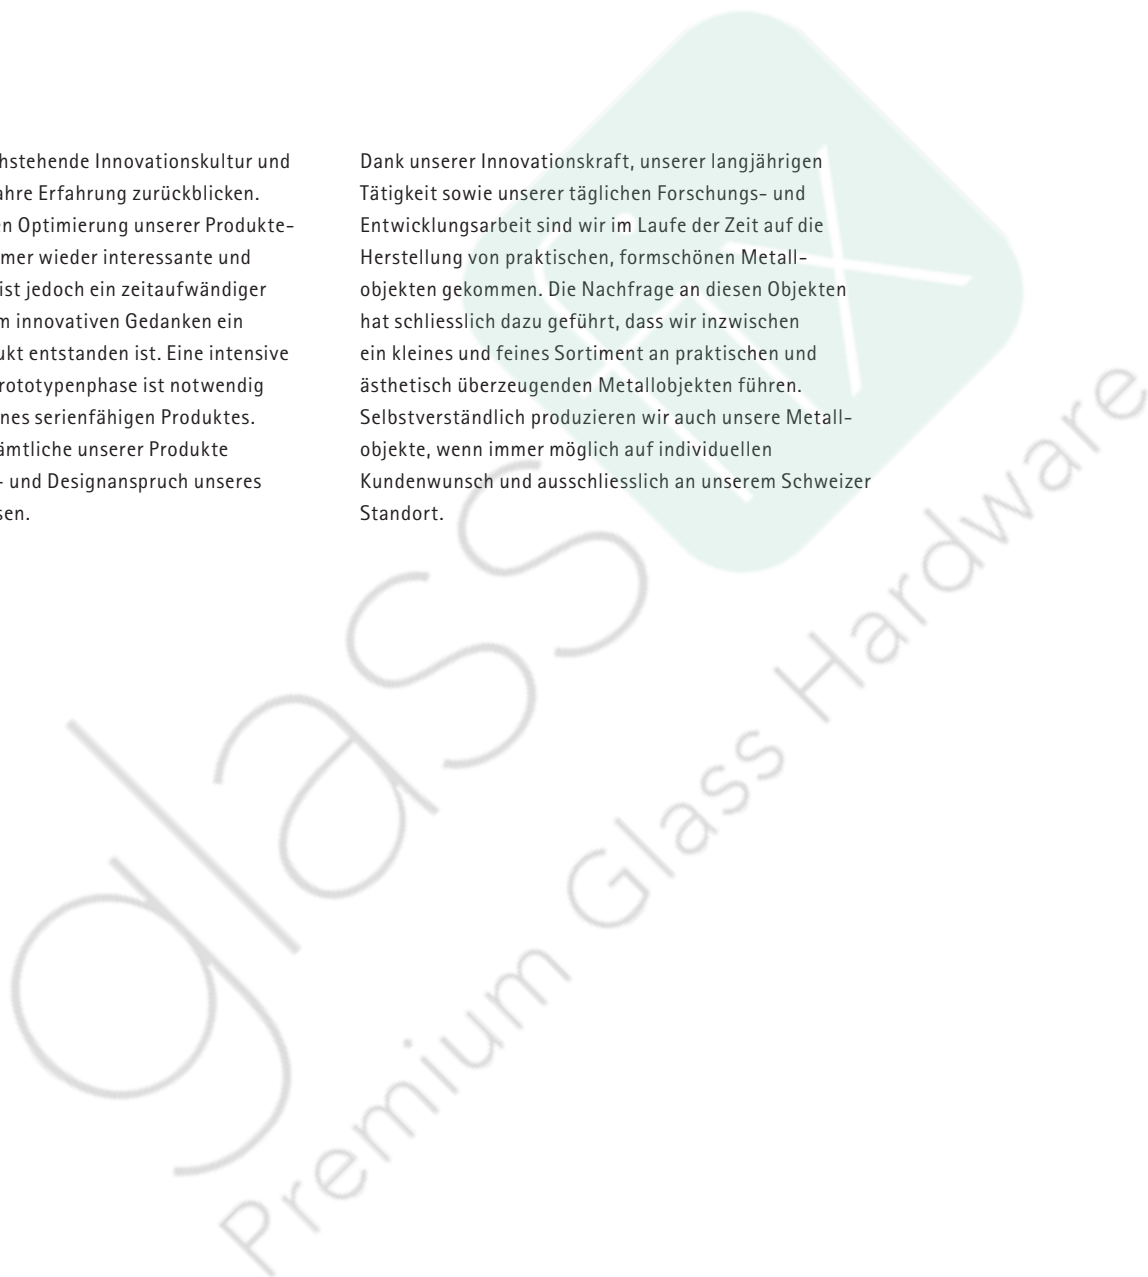 hstehende Innovationskultur und
ahre Erfahrung zurückblicken.
n Optimierung unserer Produkte-
mer wieder interessante und
ist jedoch ein zeitaufwändiger
m innovativen Gedanken ein
ukt entstanden ist. Eine intensive
rototypenphase ist notwendig
nes serienfähigen Produktes.
ämtliche unserer Produkte
- und Designanspruch unseres
sen.
Dank unserer Innovationskraft, unserer langjährigen
Tätigkeit sowie unserer täglichen Forschungs- und
Entwicklungsarbeit sind wir im Laufe der Zeit auf die
Herstellung von praktischen, formschönen Metall-
objekten gekommen. Die Nachfrage an diesen Objekten
hat schliesslich dazu geführt, dass wir inzwischen
ein kleines und feines Sortiment an praktischen und
ästhetisch überzeugenden Metallobjekten führen.
Selbstverständlich produzieren wir auch unsere Metall-
objekte, wenn immer möglich auf individuellen
Kundenwunsch und ausschliesslich an unserem Schweizer
Standort.
glass fix
Premium Glass Hardware